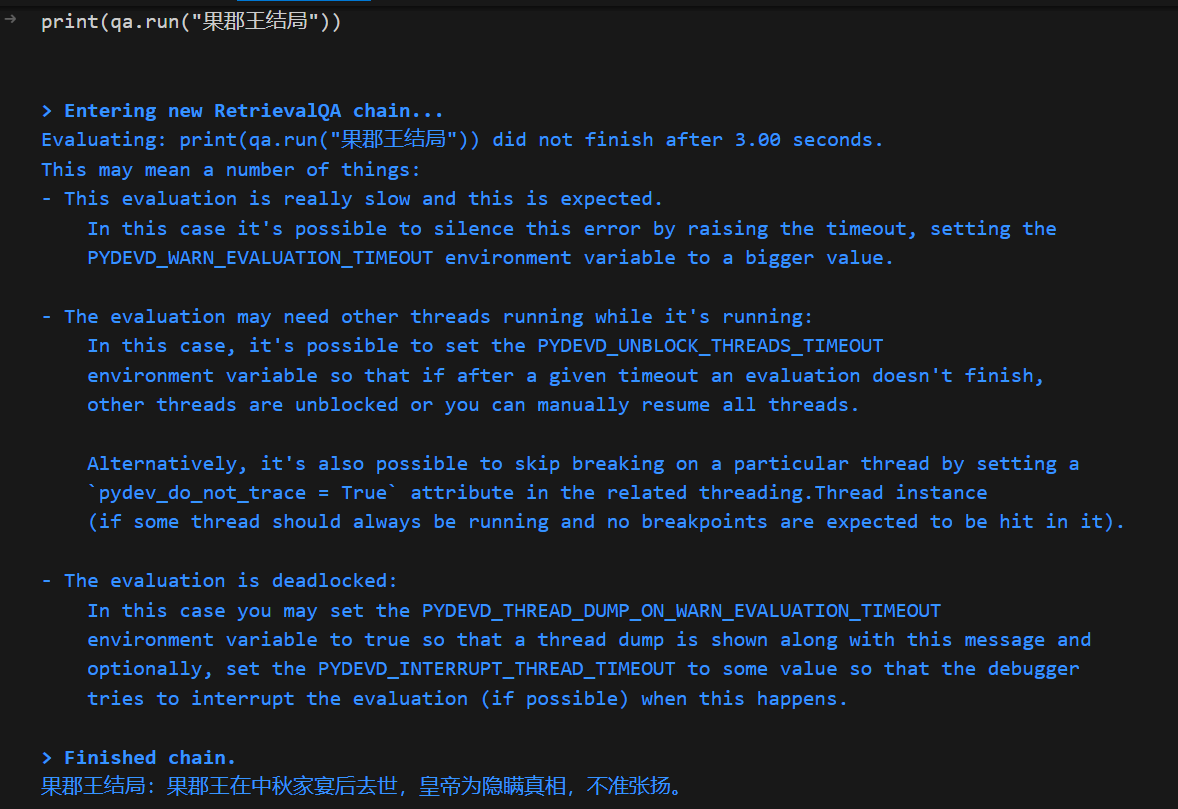 print(qa.run("果郡王结局"))
> Entering new RetrievalQA chain...
Evaluating: print(qa.run("果郡王结局")) did not finish after 3.00 seconds.
This may mean a number of things:
- This evaluation is really slow and this is expected.
In this case it's possible to silence this error by raising the timeout, setting the
PYDEVD_WARN_EVALUATION_TIMEOUT environment variable to a bigger value.
- The evaluation may need other threads running while it's running:
In this case, it's possible to set the PYDEVD_UNBLOCK_THREADS_TIMEOUT
environment variable so that if after a given timeout an evaluation doesn't finish,
other threads are unblocked or you can manually resume all threads.
Alternatively, it's also possible to skip breaking on a particular thread by setting a
`pydev_do_not_trace = True` attribute in the related threading.Thread instance
(if some thread should always be running and no breakpoints are expected to be hit in it).
- The evaluation is deadlocked:
In this case you may set the PYDEVD_THREAD_DUMP_ON_WARN_EVALUATION_TIMEOUT
environment variable to true so that a thread dump is shown along with this message and
optionally, set the PYDEVD_INTERRUPT_THREAD_TIMEOUT to some value so that the debugger
tries to interrupt the evaluation (if possible) when this happens.
> Finished chain.
果郡王结局：果郡王在中秋家宴后去世，皇帝为隐瞒真相，不准张扬。